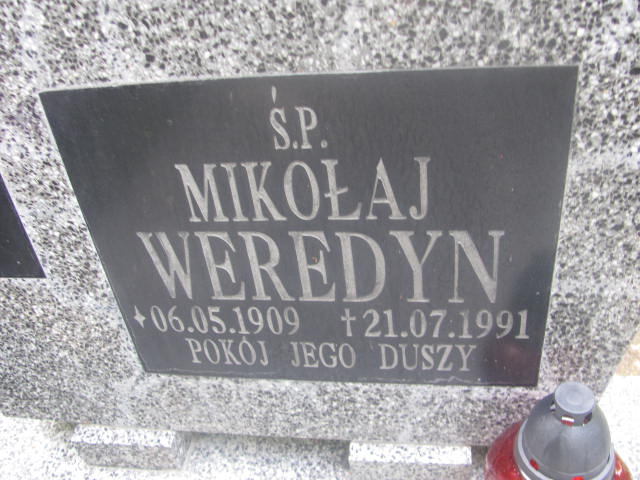 Ś.P.
MIKOŁAJ
WEREDYN
✦06.05.1909 †21.07.1991
POKÓJ JEGO DUSZY